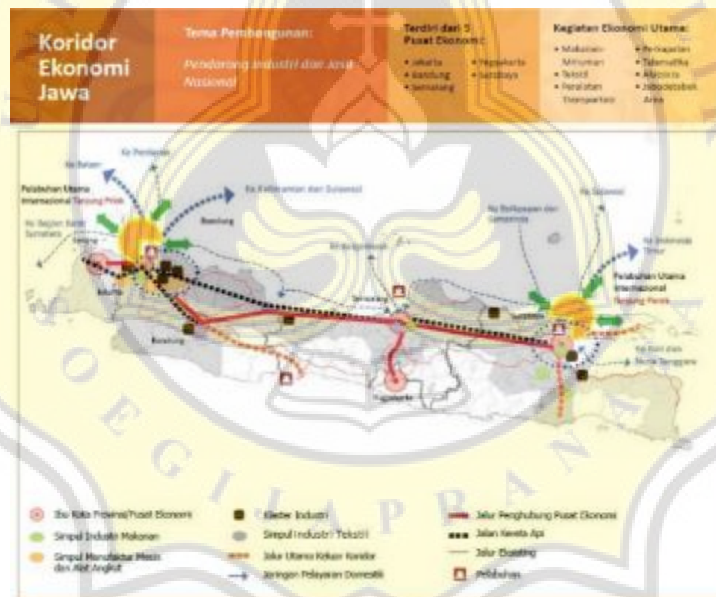 Koridor
Ekonomi
Jawa
Tema Pembangunan:
Pendorong Industri dan Jasa
Nasional
Terdiri dari 5
Pusat Ekonomi:
• Jakarta
• Bandung
• Semarang
• Yogyakarta
• Surabaya
Kegiatan Ekonomi Utama:
• Makanan-
Minuman
• Tekstil
• Peralatan
Transportasi
• Perkapalan
• Telematika
• Alutsista
• Jabodetabek
Area
Ke Batam
Ke Pontianak
Ke Kalimantan dan Sulawesi
Pelabuhan Utama
Internasional Tanjung Priok
Ke Bagian Barat
Sumatera
Bandung
Jakarta
Bandung
Semarang
Yogyakarta
Ke Balikpapan dan
Samarinda
Ke Sulawesi
Ke Indonesia
Timur
Pelabuhan Utama
Internasional
Tanjung Perak
Ke Bali dan
Nusa Tenggara
Ibu Kota Provinsi/Pusat Ekonomi
Simpul Industri Makanan
Simpul Manufaktur Mesin
dan Alat Angkut
Klaster Industri
Simpul Industri Tekstil
Jalur Utama Keluar Koridor
Jaringan Pelayaran Domestik
Jalur Penghubung Pusat Ekonomi
Jalan Kereta Api
Jalur Eksisting
Pelabuhan
OEGIJAPRANATA